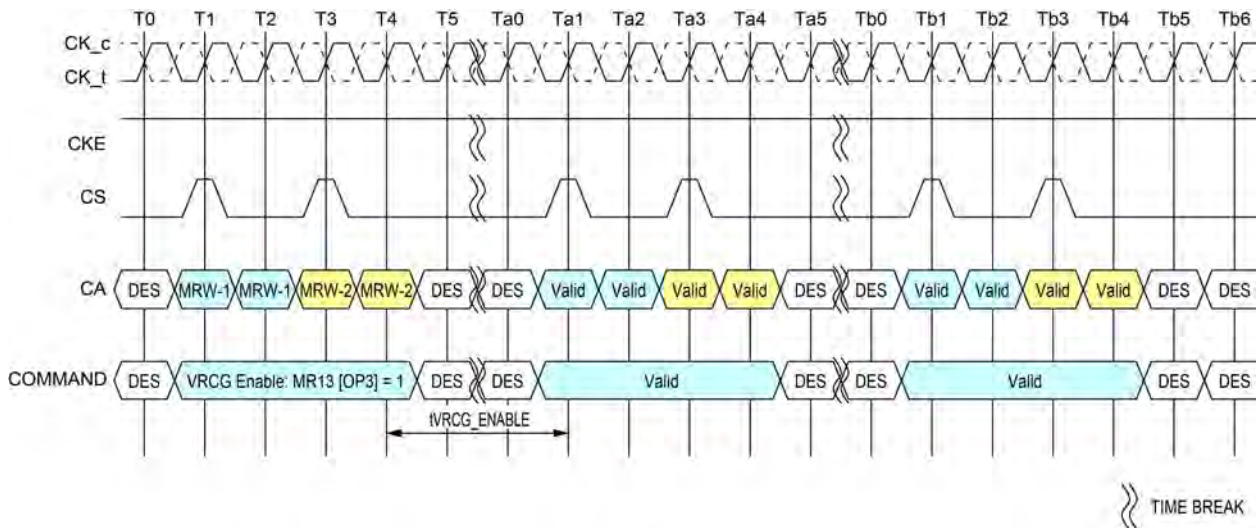 T0 T1 T2 T3 T4 T5 Ta0 Ta1 Ta2 Ta3 Ta4 Ta5 Tb0 Tb1 Tb2 Tb3 Tb4 Tb5 Tb6
CK_c
CK_t
CKE
CS
CA DES MRW-1 MRW-1 MRW-2 MRW-2 DES DES Valid Valid Valid Valid DES DES Valid Valid Valid Valid DES DES
COMMAND DES VRCG Enable: MR13 [OP3] = 1 DES DES Valid DES DES Valid DES DES
tVRCG_ENABLE
TIME BREAK